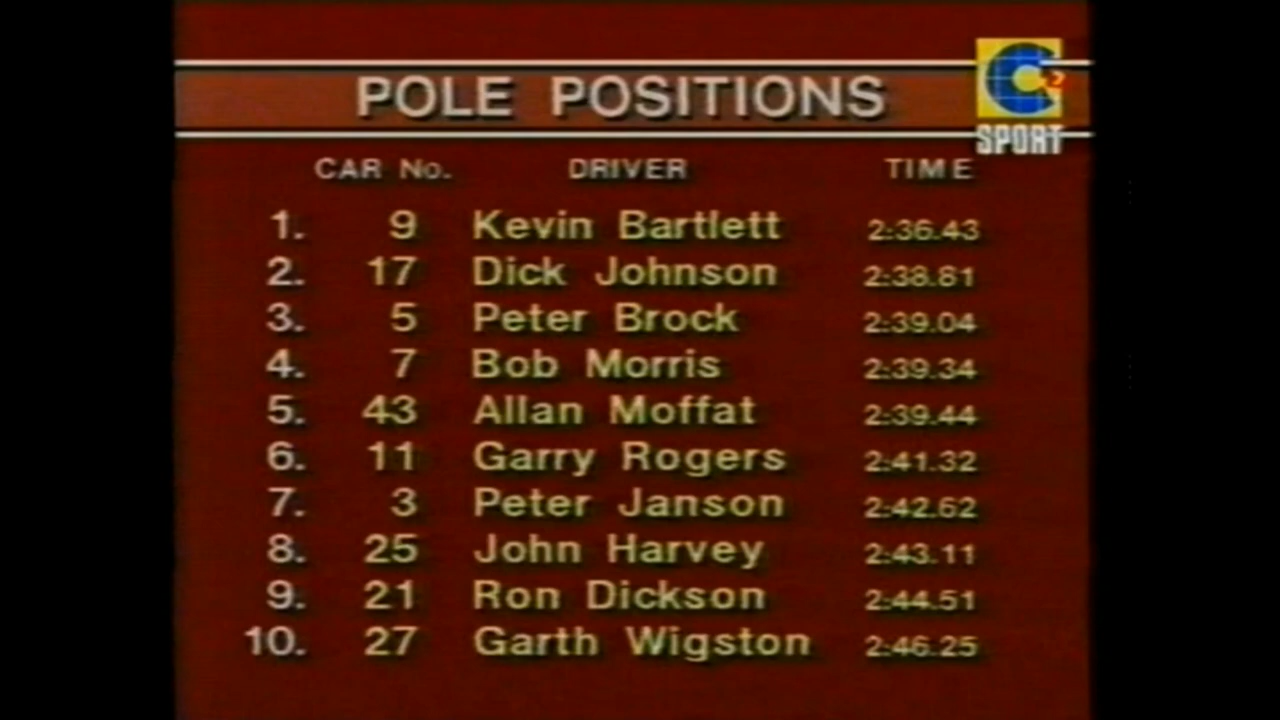 POLE POSITIONS
C 2
SPORT
CAR No. DRIVER TIME
1. 9 Kevin Bartlett 2:36.43
2. 17 Dick Johnson 2:38.81
3. 5 Peter Brock 2:39.04
4. 7 Bob Morris 2:39.34
5. 43 Allan Moffat 2:39.44
6. 11 Garry Rogers 2:41.32
7. 3 Peter Janson 2:42.62
8. 25 John Harvey 2:43.11
9. 21 Ron Dickson 2:44.51
10. 27 Garth Wigston 2:46.25